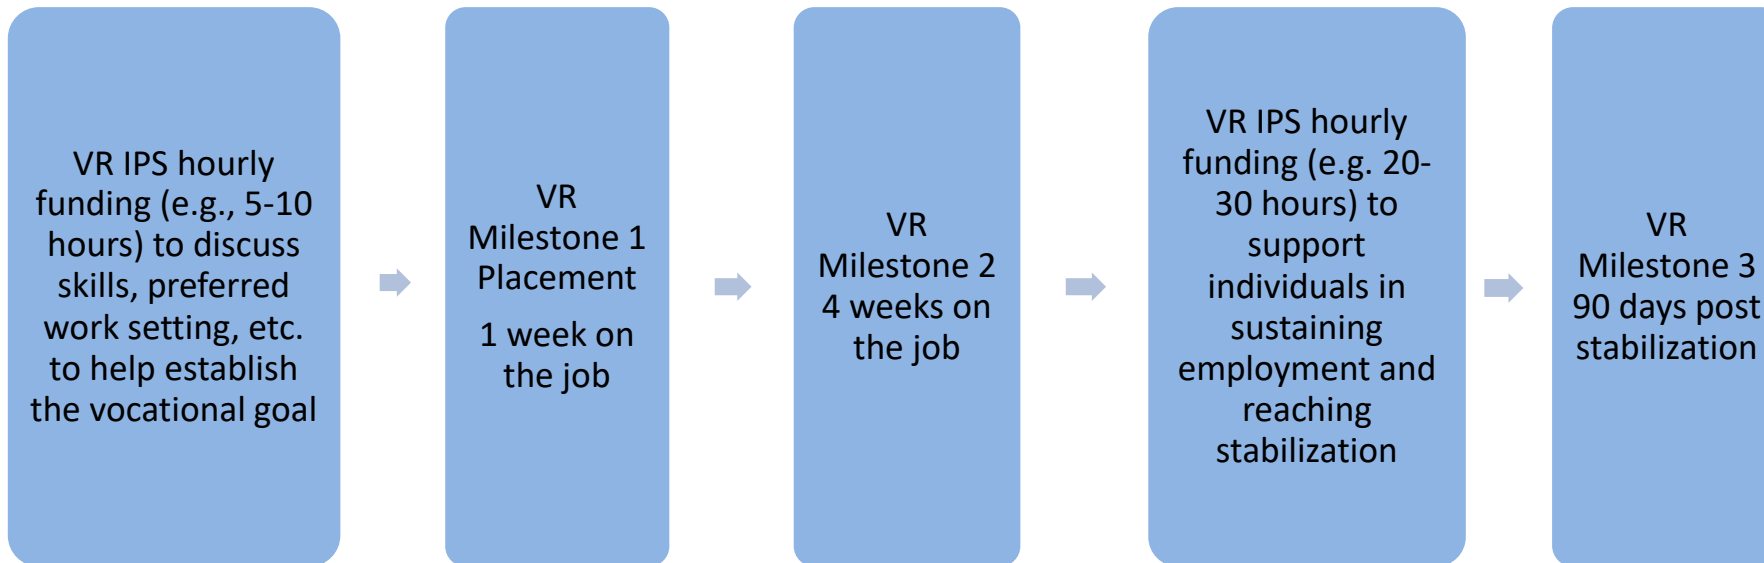 VR IPS hourly
funding (e.g., 5-10
hours) to discuss
skills, preferred
work setting, etc.
to help establish
the vocational goal
VR
Milestone 1
Placement
1 week on
the job
VR
Milestone 2
4 weeks on
the job
VR IPS hourly
funding (e.g. 20-
30 hours) to
support
individuals in
sustaining
employment and
reaching
stabilization
VR
Milestone 3
90 days post
stabilization